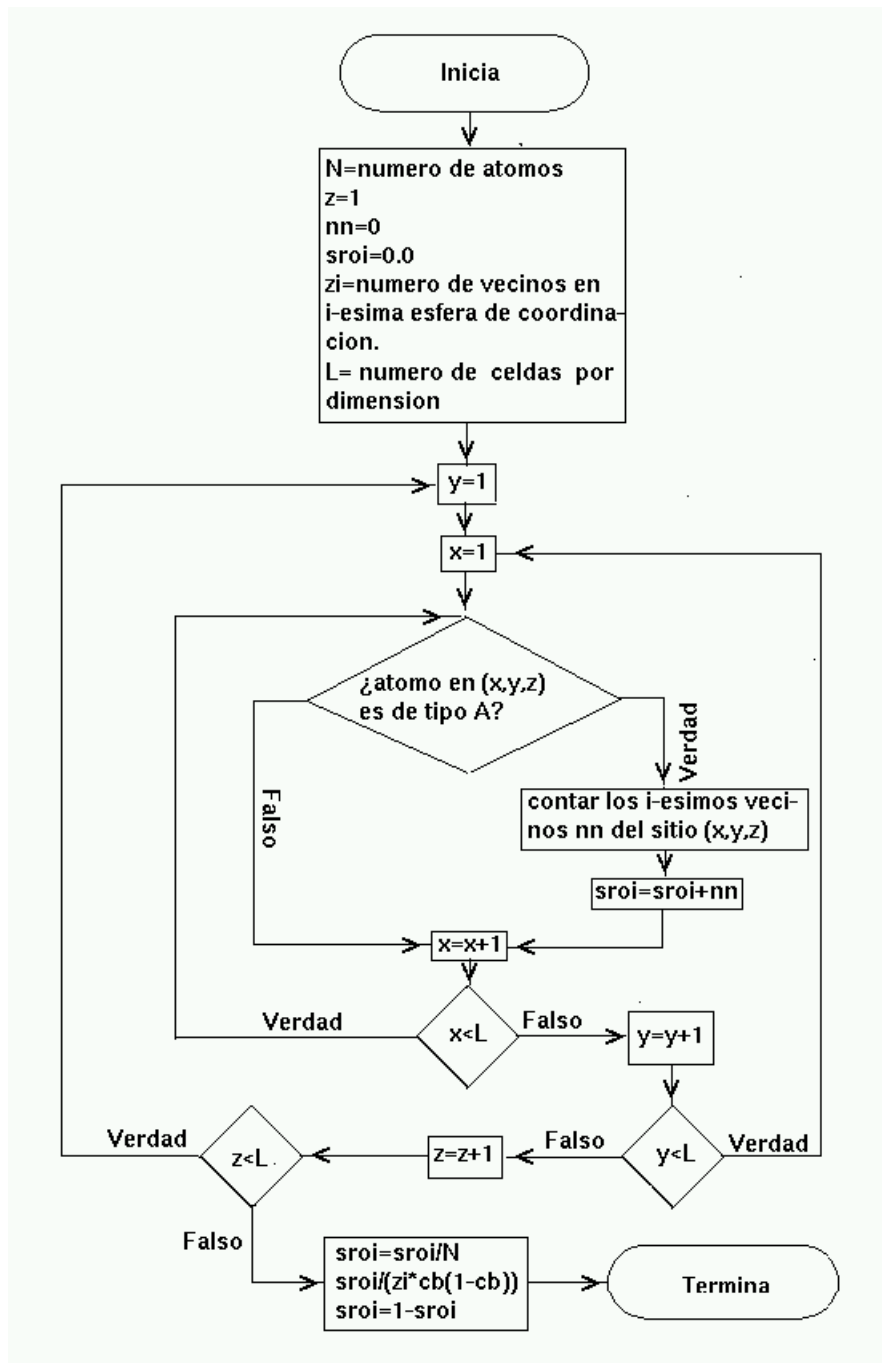 Inicia
N=numero de atomos
z=1
nn=0
sroi=0.0
zi=numero de vecinos en
i-esima esfera de coordina-
cion.
L= numero de celdas por
dimension
y=1
x=1
¿atomo en (x,y,z)
es de tipo A?
Verdad
Falso
contar los i-esimos veci-
nos nn del sitio (x,y,z)
sroi=sroi+nn
x=x+1
Verdad
x<L
Falso
y=y+1
Verdad
z<L
z=z+1
Falso
y<L
Verdad
Falso
sroi=sroi/N
sroi/(zi*cb(1-cb))
sroi=1-sroi
Termina